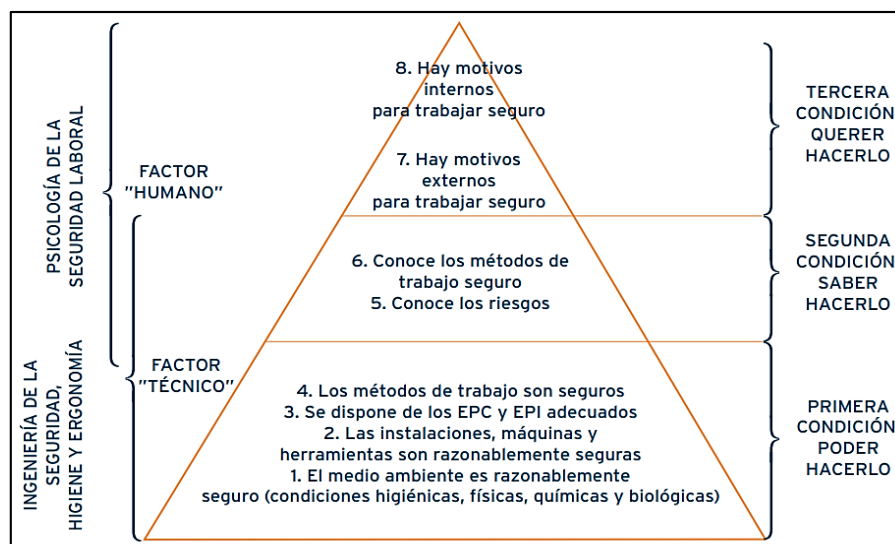 PSICOLOGÍA DE LA
SEGURIDAD LABORAL
INGENIERÍA DE LA
SEGURIDAD,
HIGIENE Y ERGONOMÍA
FACTOR
"HUMANO"
FACTOR
"TÉCNICO"
8. Hay motivos
internos
para trabajar seguro
7. Hay motivos
externos
para trabajar seguro
6. Conoce los métodos de
trabajo seguro
5. Conoce los riesgos
4. Los métodos de trabajo son seguros
3. Se dispone de los EPC y EPI adecuados
2. Las instalaciones, máquinas y
herramientas son razonablemente seguras
1. El medio ambiente es razonablemente
seguro (condiciones higiénicas, físicas, químicas y biológicas)
TERCERA
CONDICIÓN
QUERER
HACERLO
SEGUNDA
CONDICIÓN
SABER
HACERLO
PRIMERA
CONDICIÓN
PODER
HACERLO